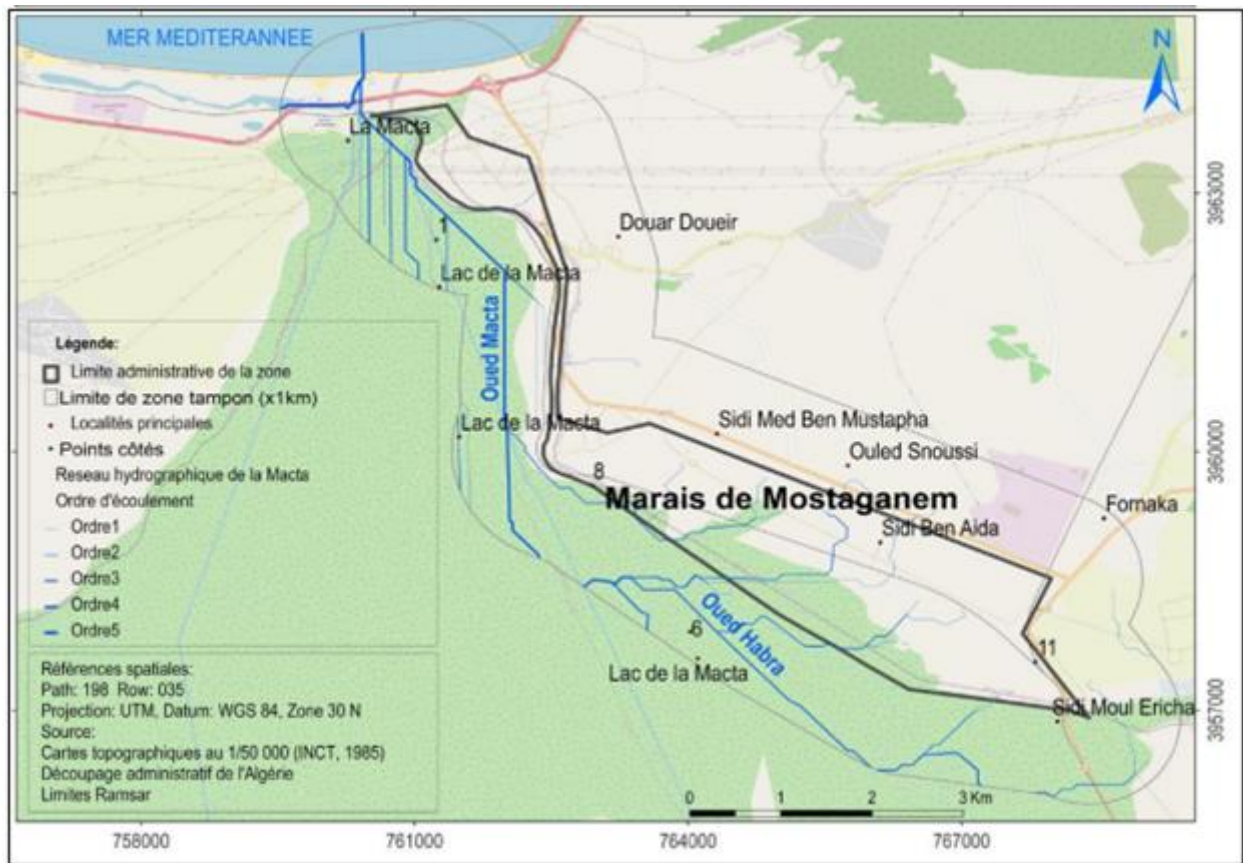 MER MEDITERANNEE
N
La Macta
3963000
Douar Doueir
1
Lac de la Macta
Oued Macta
Légende:
Limite administrative de la zone
Limite de zone tampon (x1km)
Localités principales
Points côtés
Reseau hydrographique de la Macta
Ordre d'écoulement
Ordre1
Ordre2
Ordre3
Ordre4
Ordre5
Lac de la Macta
Sidi Med Ben Mustapha
3960000
Ouled Snoussi
8
Marais de Mostaganem
Fornaka
Sidi Ben Aida
Oued Habra
6
11
Lac de la Macta
Sidi Moul Ericha
3957000
Références spatiales:
Path: 198 Row: 035
Projection: UTM, Datum: WGS 84, Zone 30 N
Source:
Cartes topographiques au 1/50 000 (INCT, 1985)
Découpage administratif de l'Algérie
Limites Ramsar
0 1 2 3 Km
758000 761000 764000 767000